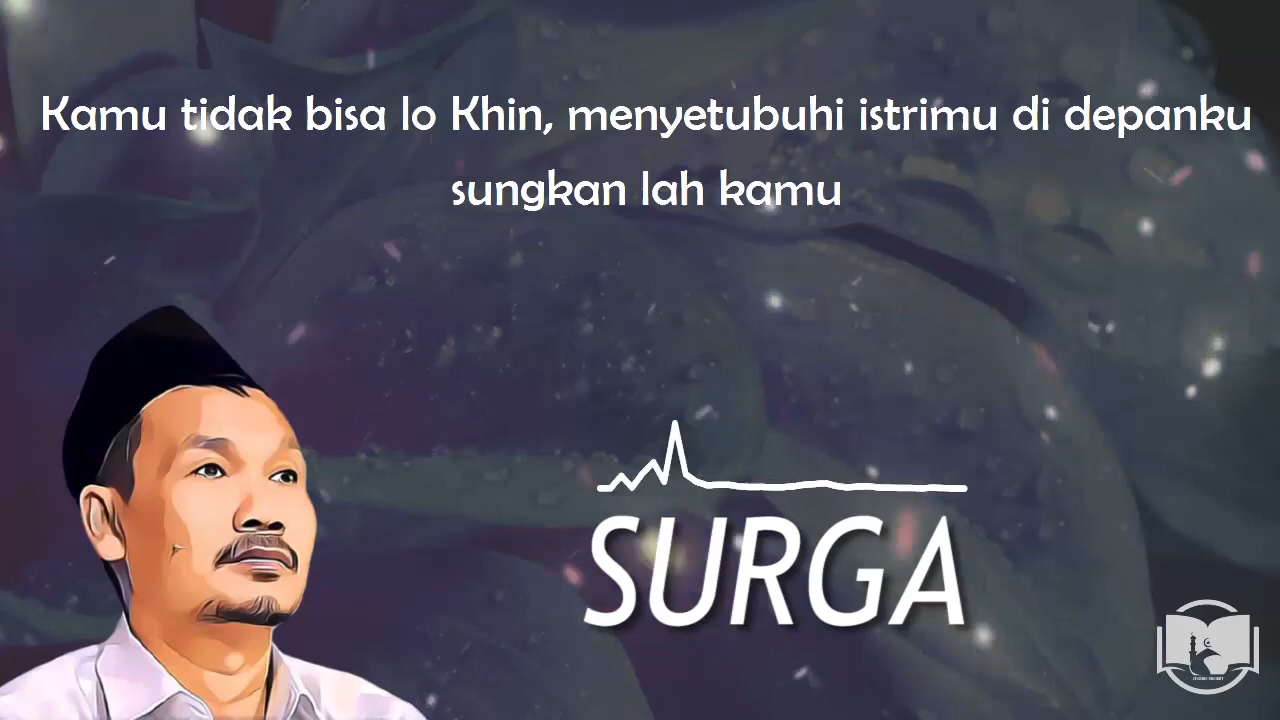 Kamu tidak bisa lo Khin, menyetubuhi istrimu di depanku
sungkan lah kamu
SURGA